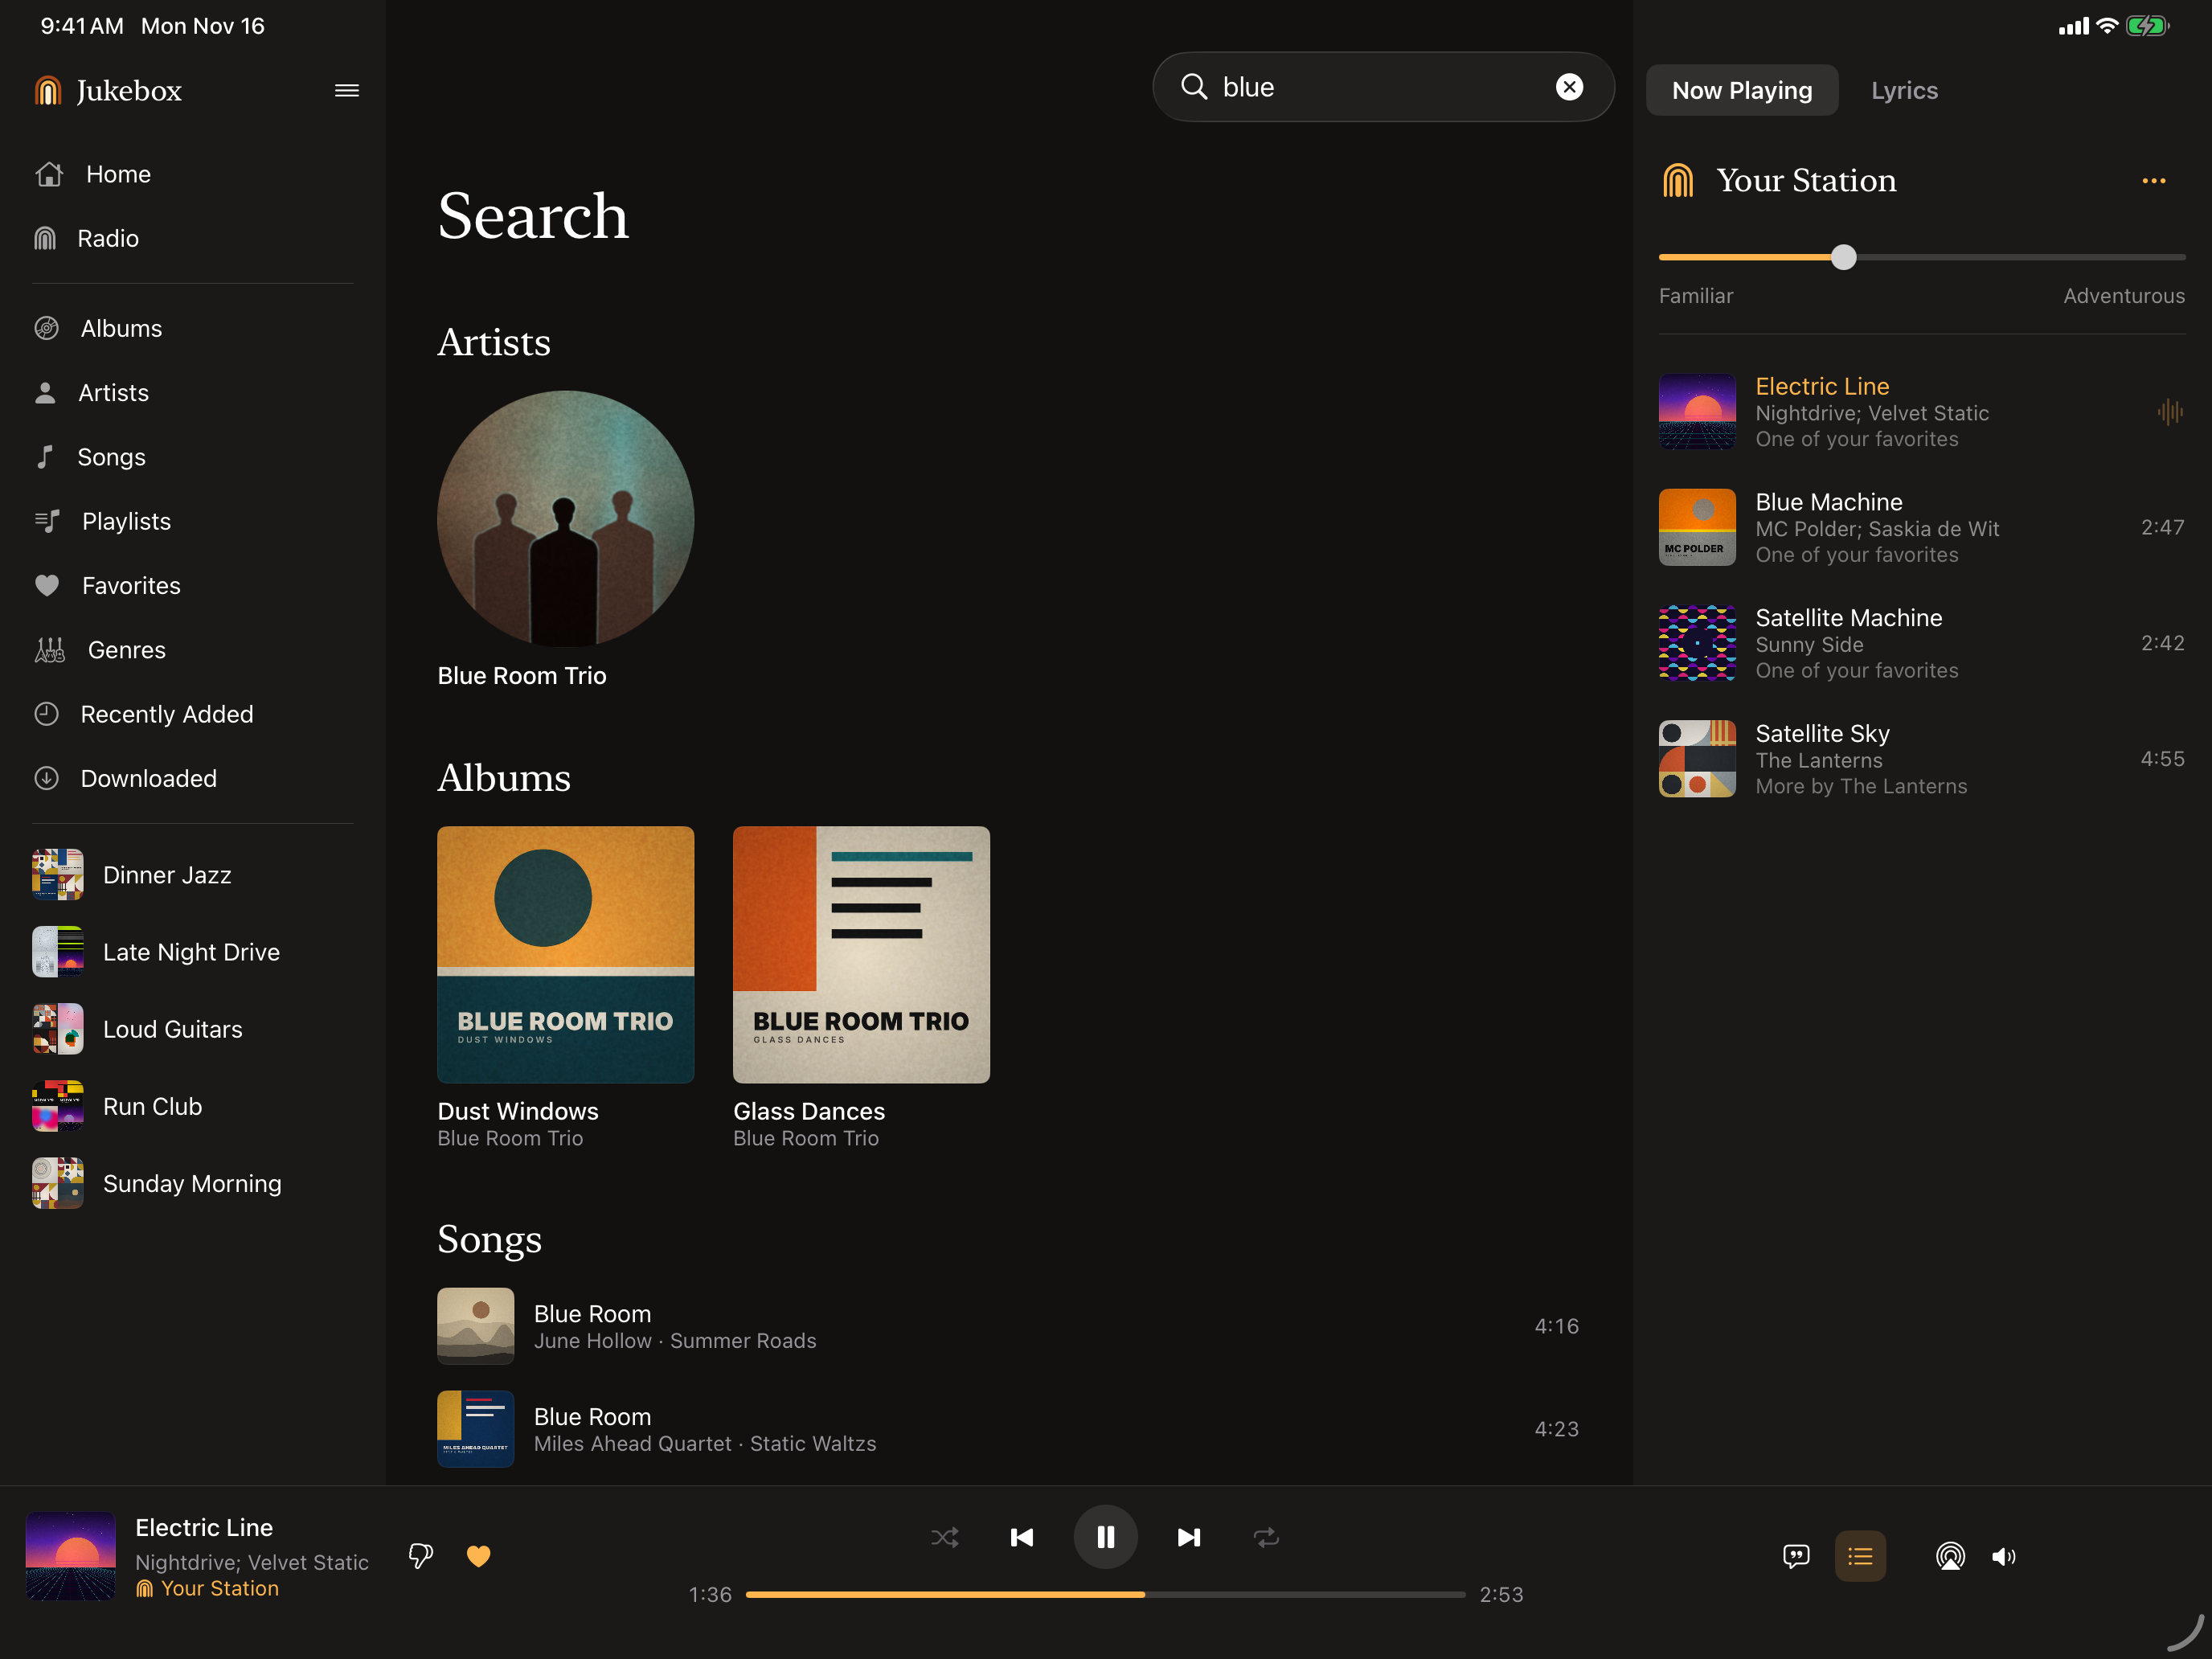 9:41 AM Mon Nov 16
Jukebox
Home
Radio
Albums
Artists
Songs
Playlists
Favorites
Genres
Recently Added
Downloaded
Dinner Jazz
Late Night Drive
Loud Guitars
Run Club
Sunday Morning
blue
Search
Artists
Blue Room Trio
Albums
BLUE ROOM TRIO
DUST WINDOWS
Dust Windows
Blue Room Trio
BLUE ROOM TRIO
GLASS DANCES
Glass Dances
Blue Room Trio
Songs
Blue Room
June Hollow · Summer Roads
4:16
MILES AHEAD QUARTET
Blue Room
Miles Ahead Quartet · Static Waltzs
4:23
Now Playing
Lyrics
Your Station
Familiar
Adventurous
Electric Line
Nightdrive; Velvet Static
One of your favorites
MC POLDER
Blue Machine
MC Polder; Saskia de Wit
One of your favorites
2:47
Satellite Machine
Sunny Side
One of your favorites
2:42
Satellite Sky
The Lanterns
More by The Lanterns
4:55
Electric Line
Nightdrive; Velvet Static
Your Station
1:36
2:53